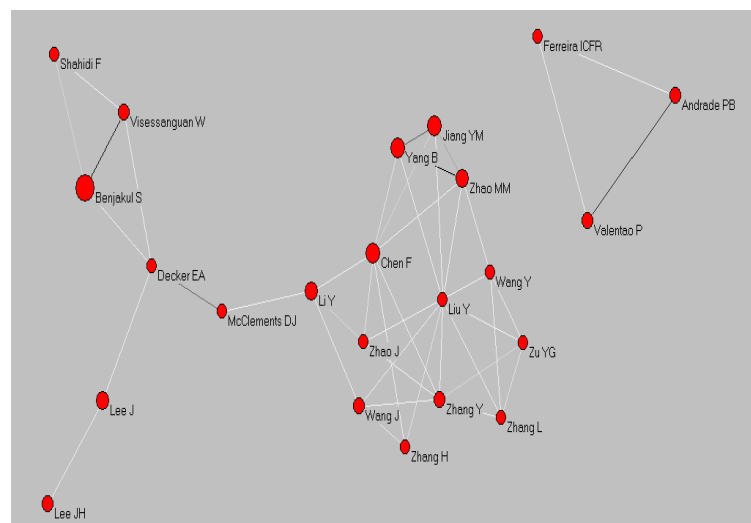 Ferreira ICFR
Shahidi F
Andrade PB
Visessanguan W
Jiang YM
Yang B
Zhao MM
Benjakul S
Valentao P
Chen F
Decker EA
Wang Y
Li Y
Liu Y
McClements DJ
Zhao J
Zu YG
Lee J
Wang J
Zhang Y
Zhang L
Zhang H
Lee JH